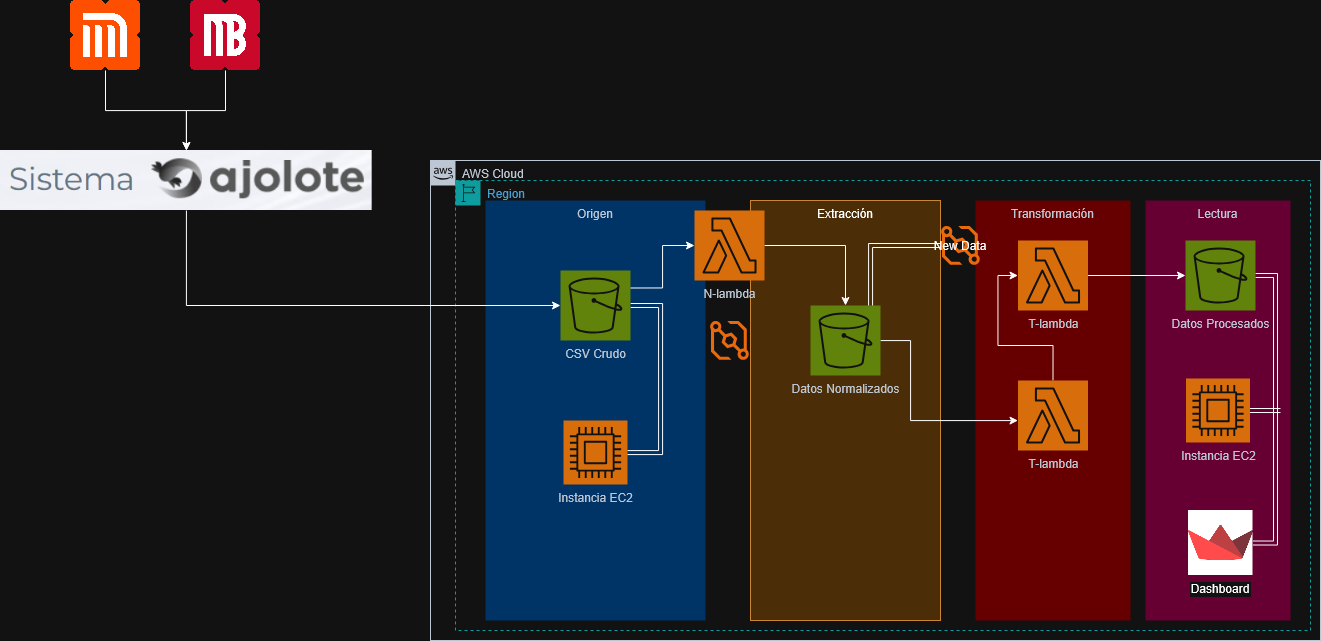 MB
Sistema ajolote
aws
AWS Cloud
Region
Origen
Extracción
Transformación
Lectura
New Data
N-lambda
T-lambda
Datos Procesados
CSV Crudo
Datos Normalizados
Instancia EC2
T-lambda
Instancia EC2
Dashboard